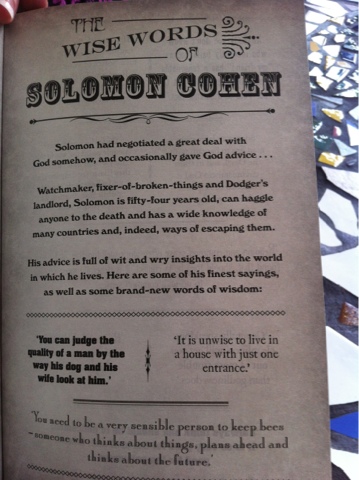 THE
WISE WORDS
OF
SOLOMON COHEN
Solomon had negotiated a great deal with
God somehow, and occasionally gave God advice . . .
Watchmaker, fixer-of-broken-things and Dodger's
landlord, Solomon is fifty-four years old, can haggle
anyone to the death and has a wide knowledge of
many countries and, indeed, ways of escaping them.
His advice is full of wit and wry insights into the world
in which he lives. Here are some of his finest sayings,
as well as some brand-new words of wisdom:
'You can judge the
quality of a man by the
way his dog and his
wife look at him.'
'It is unwise to live in
a house with just one
entrance.'
'You need to be a very sensible person to keep bees
– someone who thinks about things, plans ahead and
thinks about the future.'